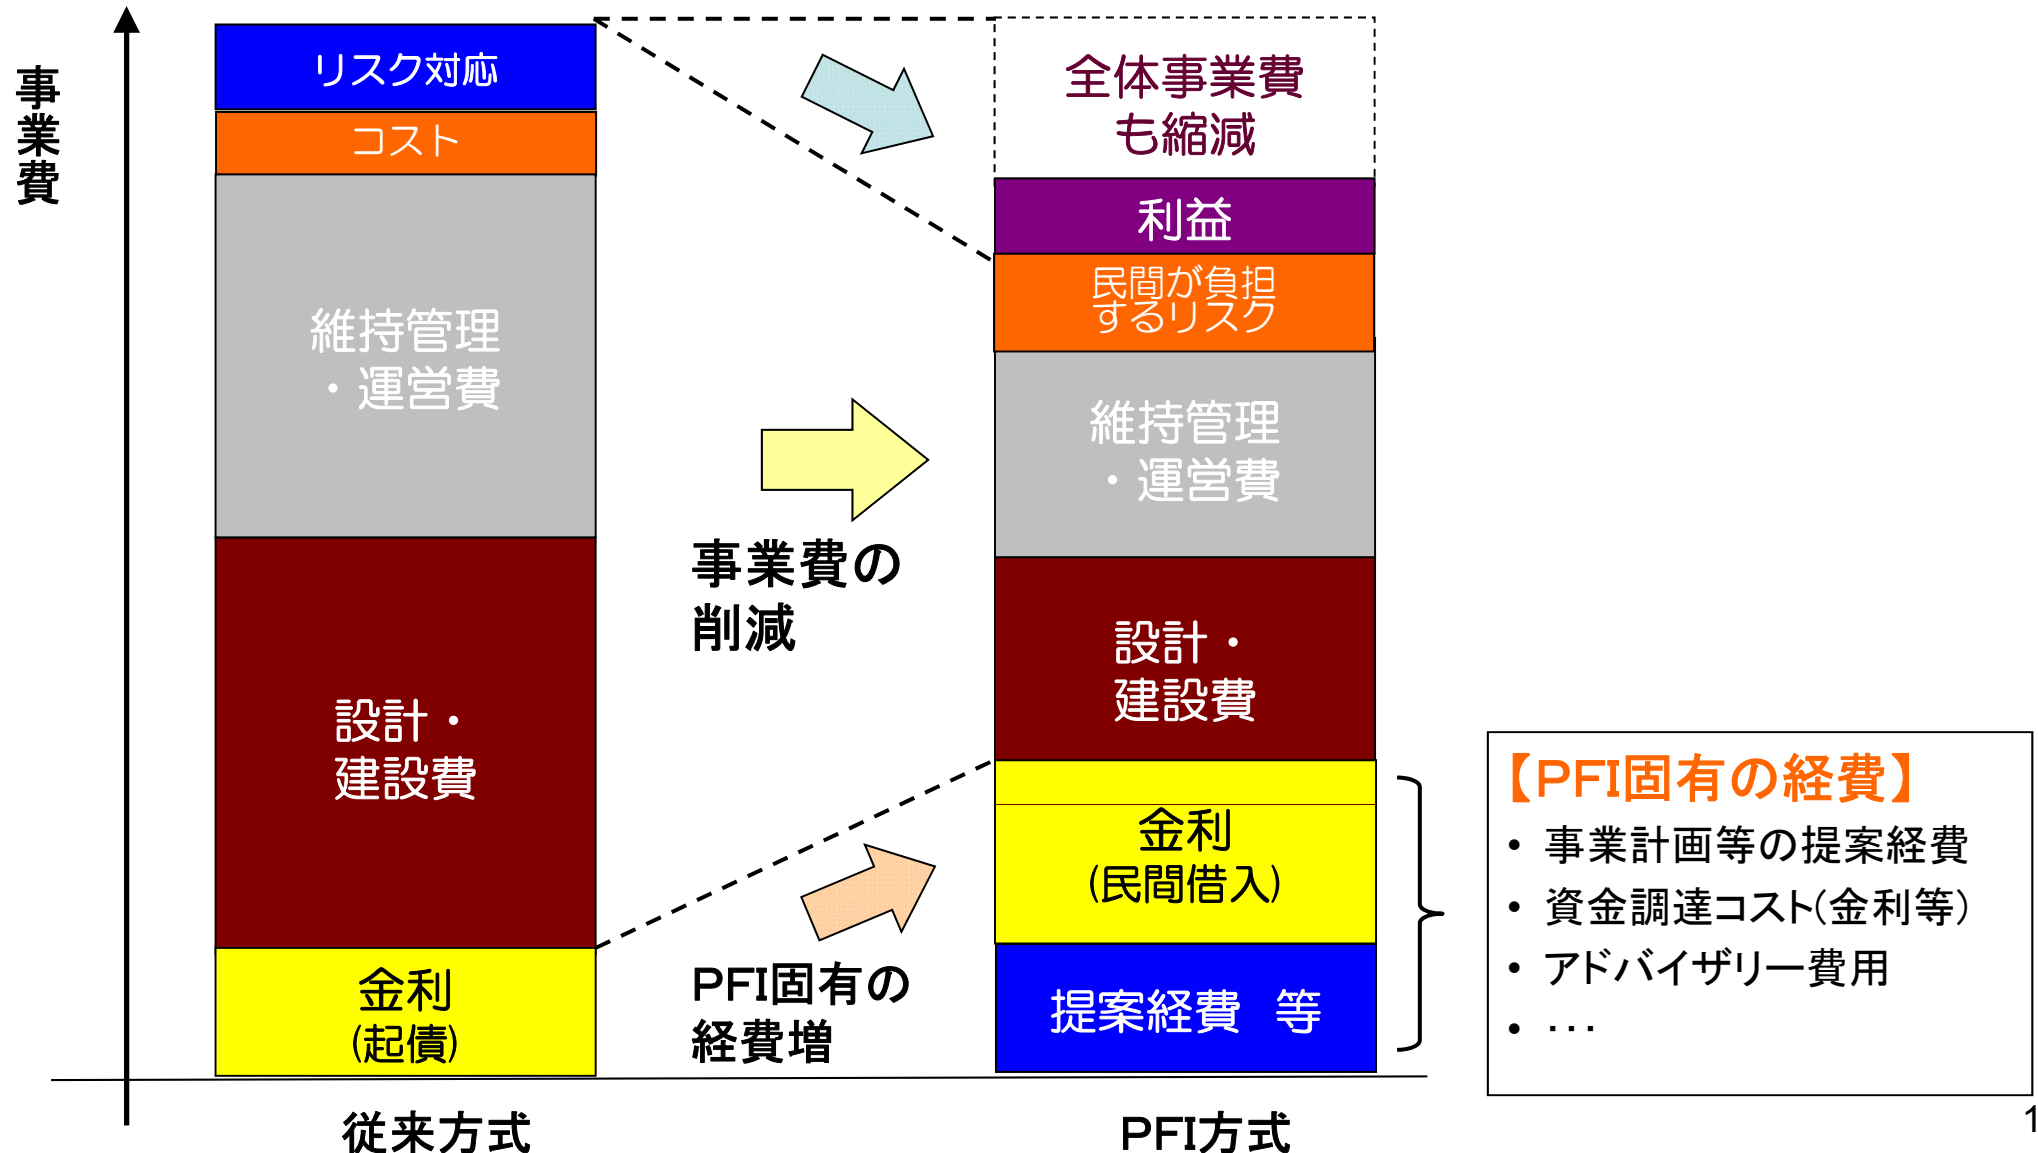 事業費
リスク対応
コスト
維持管理
・運営費
設計・
建設費
金利
(起債)
従来方式
事業費の
削減
PFI固有の
経費増
全体事業費
も縮減
利益
民間が負担
するリスク
維持管理
・運営費
設計・
建設費
金利
(民間借入)
提案経費　等
PFI方式
【PFI固有の経費】
• 事業計画等の提案経費
• 資金調達コスト(金利等)
• アドバイザリー費用
• ･･･
1